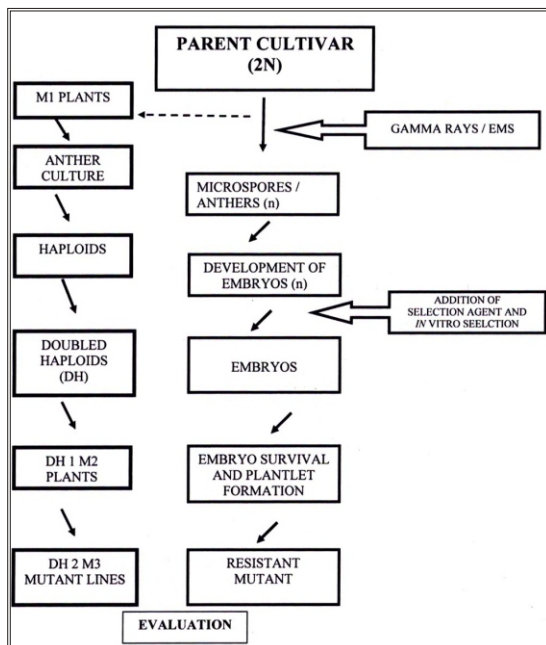 PARENT CULTIVAR
(2N)
M1 PLANTS
GAMMA RAYS / EMS
ANTHER
CULTURE
MICROSPORES /
ANTHERS (n)
HAPLOIDS
DEVELOPMENT OF
EMBRYOS (n)
ADDITION OF
SELECTION AGENT AND
IN VITRO SEELCTION
DOUBLED
HAPLOIDS
(DH)
EMBRYOS
DH 1 M2
PLANTS
EMBRYO SURVIVAL
AND PLANTLET
FORMATION
DH 2 M3
MUTANT LINES
RESISTANT
MUTANT
EVALUATION